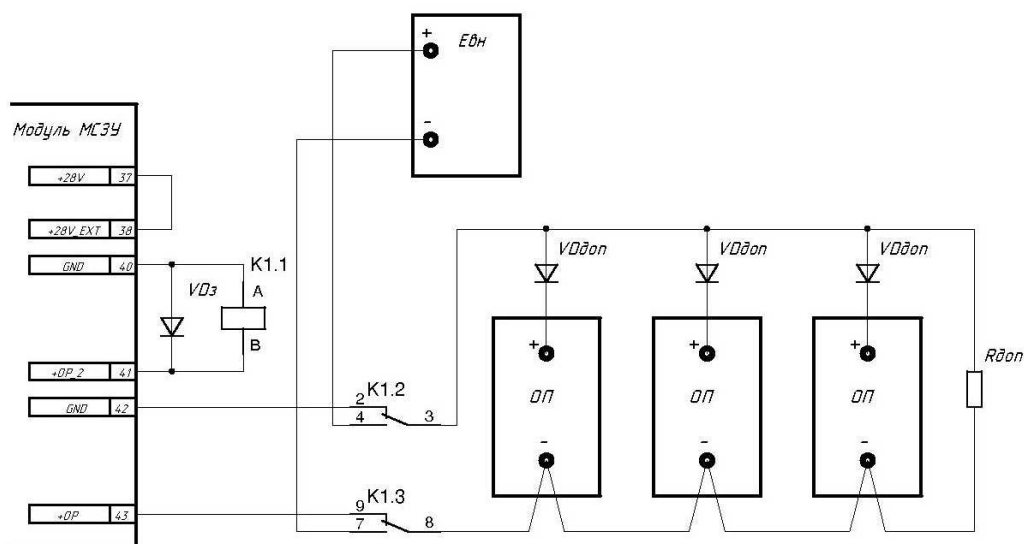 +
Евн
-
Модуль МСЗУ
+28V 37
+28V_EXT 38
GND 40
K1.1
VDз
A
B
+OP_2 41
GND 42
+OP 43
K1.2
2
4
3
K1.3
9
7
8
VDдоп
VDдоп
VDдоп
+
ОП
-
+
ОП
-
+
ОП
-
Rдоп